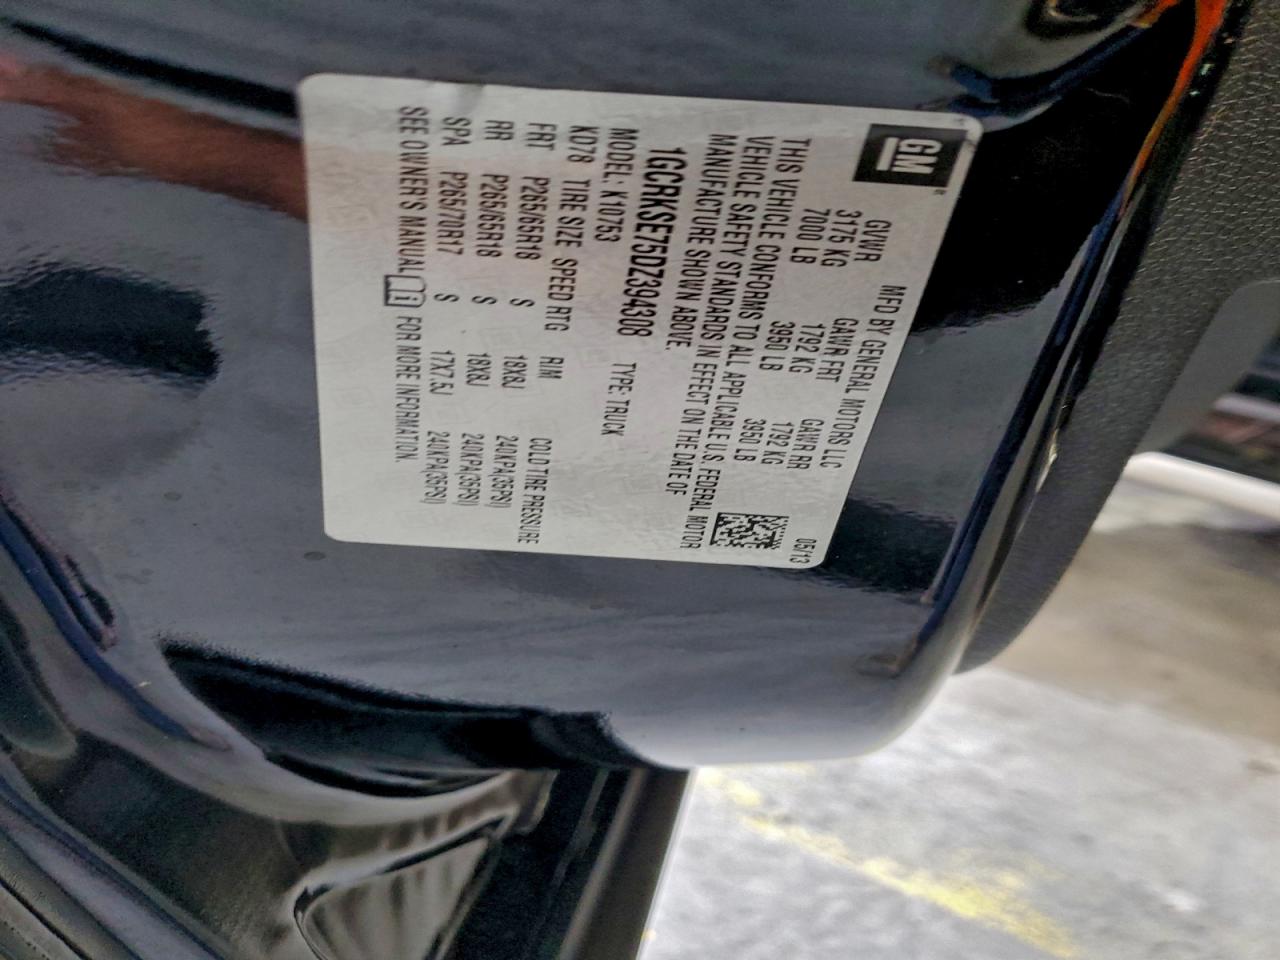 GM
MFD BY GENERAL MOTORS LLC 05/13
GVWR GAWR FRT GAWR RR
3175 KG 1792 KG 1792 KG
7000 LB 3950 LB 3950 LB
THIS VEHICLE CONFORMS TO ALL APPLICABLE U.S. FEDERAL MOTOR
VEHICLE SAFETY STANDARDS IN EFFECT ON THE DATE OF
MANUFACTURE SHOWN ABOVE.
1GCRKSE75DZ394308 TYPE: TRUCK
MODEL: K10753
K078 TIRE SIZE SPEED RTG RIM COLD TIRE PRESSURE
FRT P265/65R18 S 18X8J 240KPA(35PSI)
RR P265/65R18 S 18X8J 240KPA(35PSI)
SPA P265/70R17 S 17X7.5J 240KPA(35PSI)
SEE OWNER'S MANUAL FOR MORE INFORMATION.